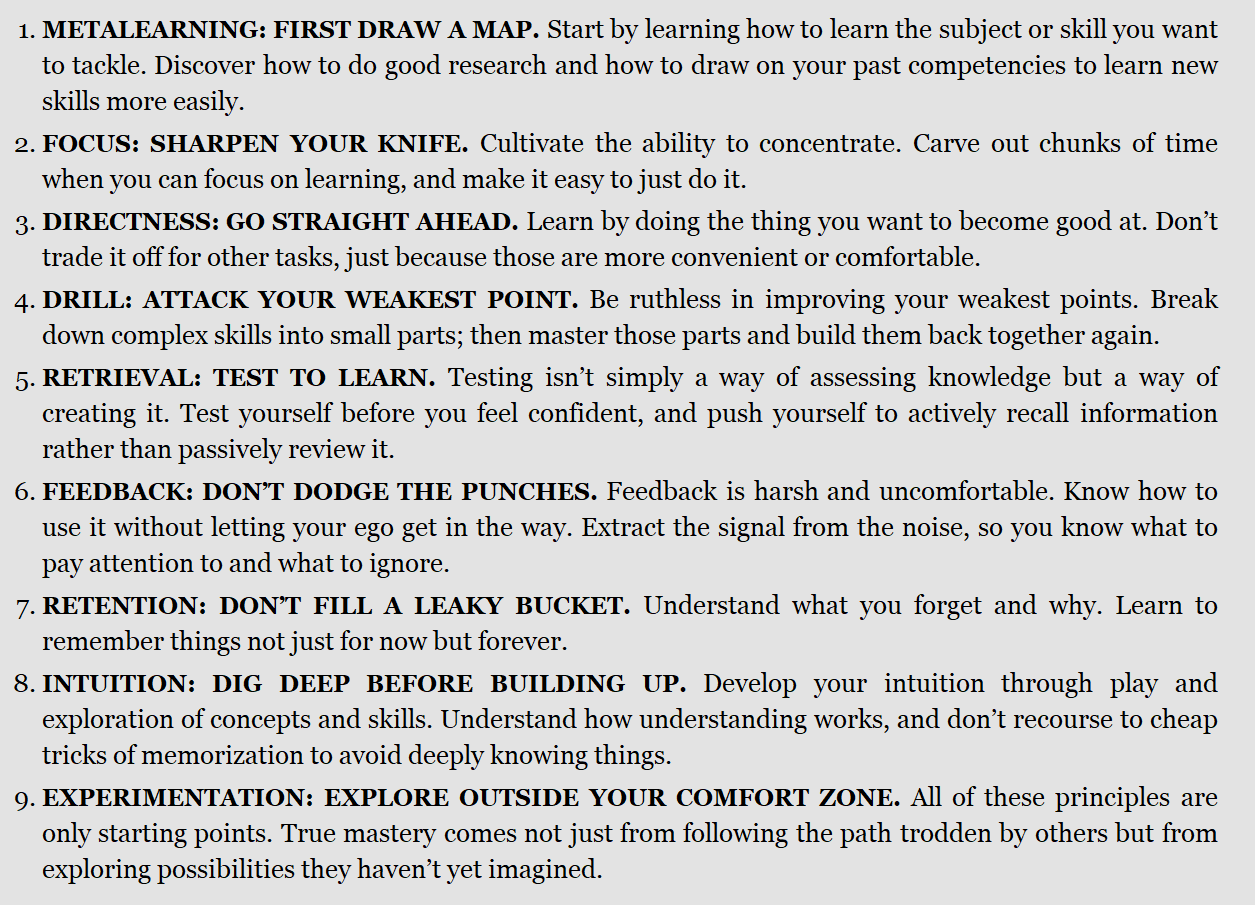 1. METALEARNING: FIRST DRAW A MAP. Start by learning how to learn the subject or skill you want
to tackle. Discover how to do good research and how to draw on your past competencies to learn new
skills more easily.
2. FOCUS: SHARPEN YOUR KNIFE. Cultivate the ability to concentrate. Carve out chunks of time
when you can focus on learning, and make it easy to just do it.
3. DIRECTNESS: GO STRAIGHT AHEAD. Learn by doing the thing you want to become good at. Don’t
trade it off for other tasks, just because those are more convenient or comfortable.
4. DRILL: ATTACK YOUR WEAKEST POINT. Be ruthless in improving your weakest points. Break
down complex skills into small parts; then master those parts and build them back together again.
5. RETRIEVAL: TEST TO LEARN. Testing isn’t simply a way of assessing knowledge but a way of
creating it. Test yourself before you feel confident, and push yourself to actively recall information
rather than passively review it.
6. FEEDBACK: DON’T DODGE THE PUNCHES. Feedback is harsh and uncomfortable. Know how to
use it without letting your ego get in the way. Extract the signal from the noise, so you know what to
pay attention to and what to ignore.
7. RETENTION: DON’T FILL A LEAKY BUCKET. Understand what you forget and why. Learn to
remember things not just for now but forever.
8. INTUITION: DIG DEEP BEFORE BUILDING UP. Develop your intuition through play and
exploration of concepts and skills. Understand how understanding works, and don’t recourse to cheap
tricks of memorization to avoid deeply knowing things.
9. EXPERIMENTATION: EXPLORE OUTSIDE YOUR COMFORT ZONE. All of these principles are
only starting points. True mastery comes not just from following the path trodden by others but from
exploring possibilities they haven’t yet imagined.